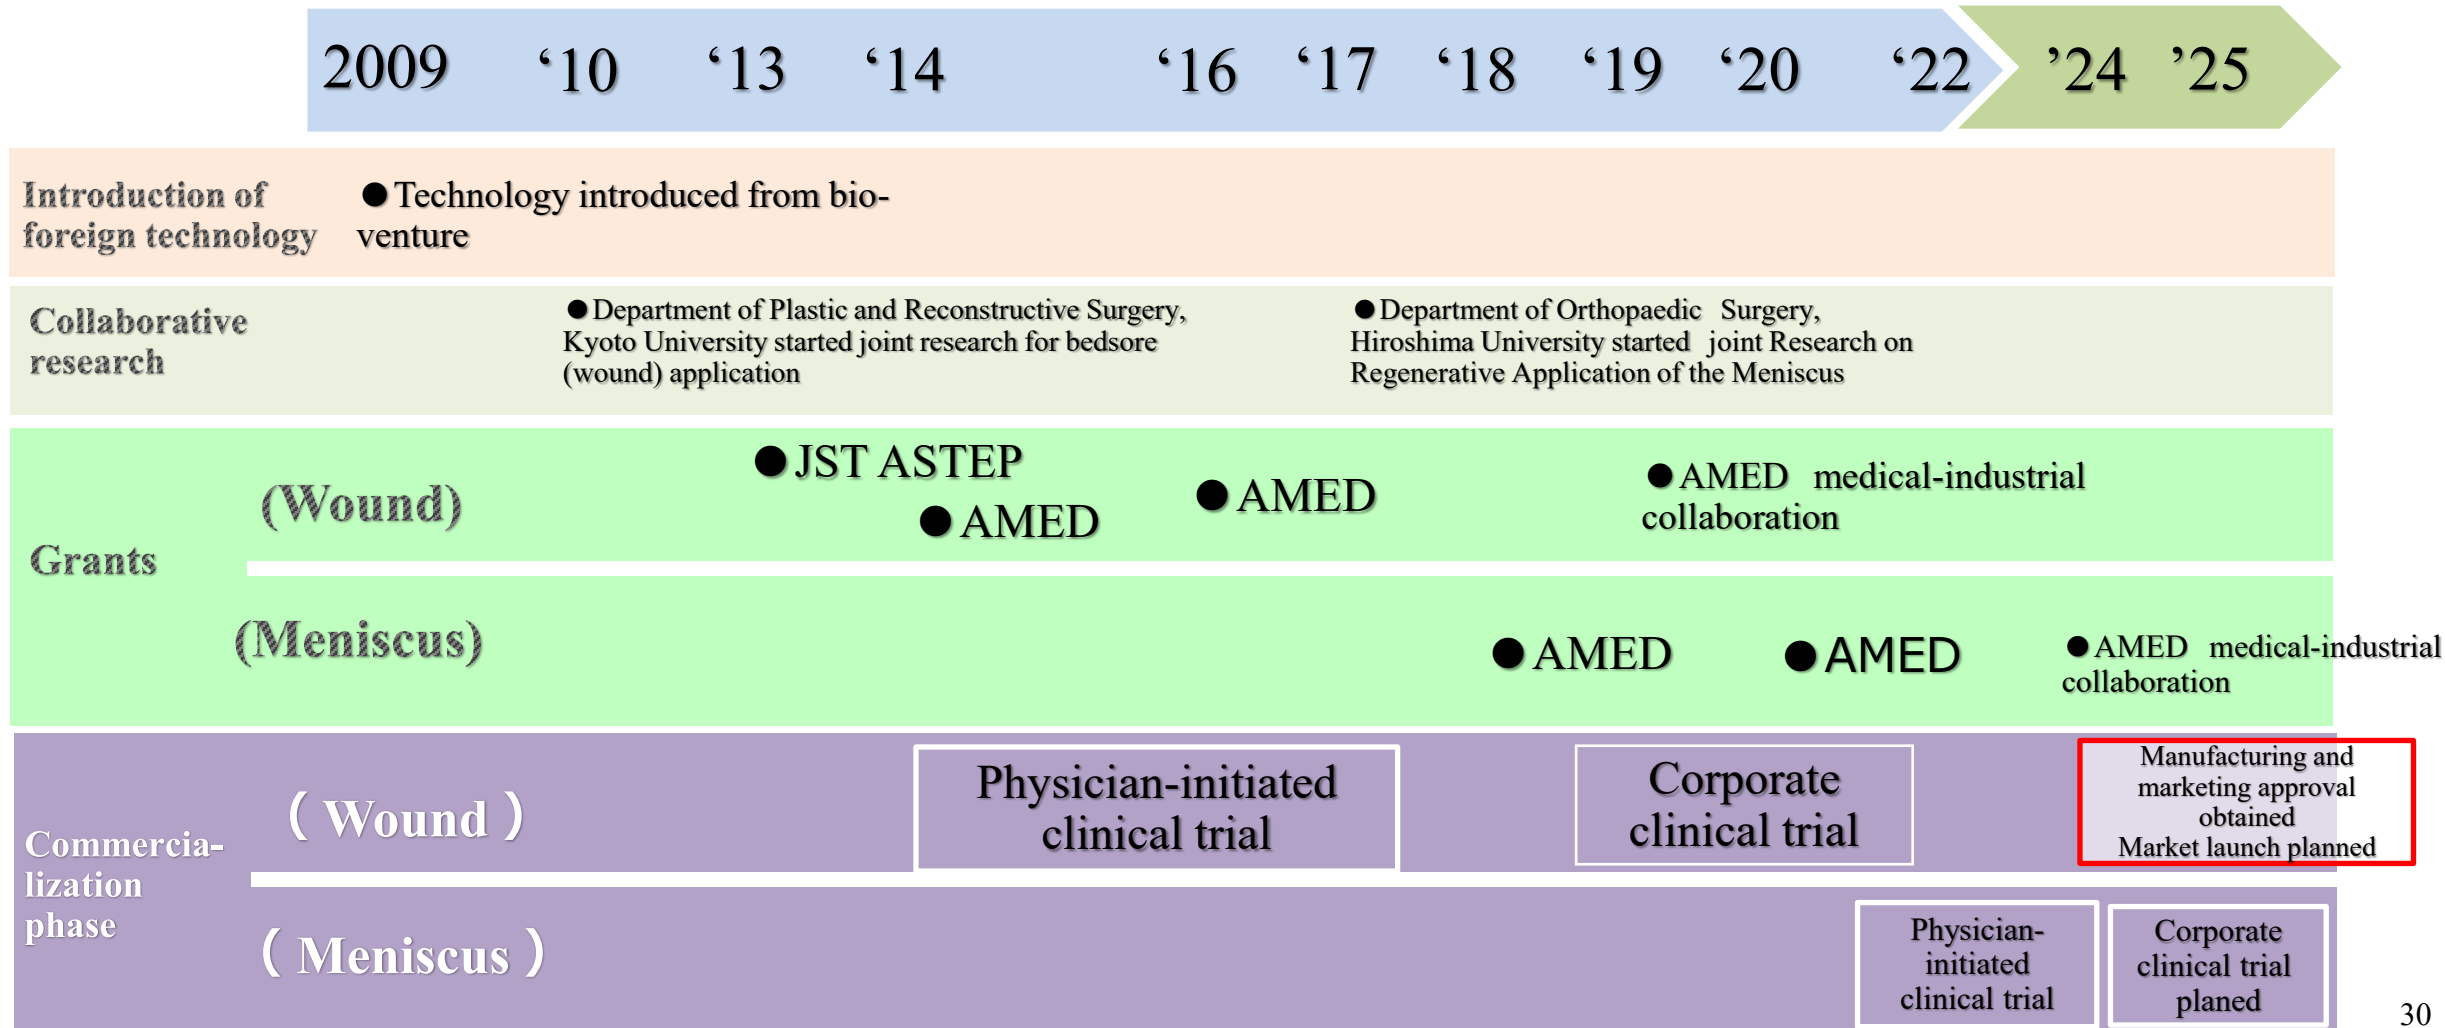 2009 ‘10 ‘13 ‘14 ‘16 ‘17 ‘18 ‘19 ‘20 ‘22 ’24 ’25
Introduction of
foreign technology
●Technology introduced from bio-
venture
Collaborative
research
●Department of Plastic and Reconstructive Surgery,
Kyoto University started joint research for bedsore
(wound) application
●Department of Orthopaedic Surgery,
Hiroshima University started joint Research on
Regenerative Application of the Meniscus
Grants
(Wound)
●JST ASTEP
●AMED
●AMED
●AMED medical-industrial
collaboration
(Meniscus)
●AMED
●AMED
●AMED medical-industrial
collaboration
Commercia-
lization
phase
( Wound )
Physician-initiated
clinical trial
Corporate
clinical trial
Manufacturing and
marketing approval
obtained
Market launch planned
( Meniscus )
Physician-
initiated
clinical trial
Corporate
clinical trial
planed
30